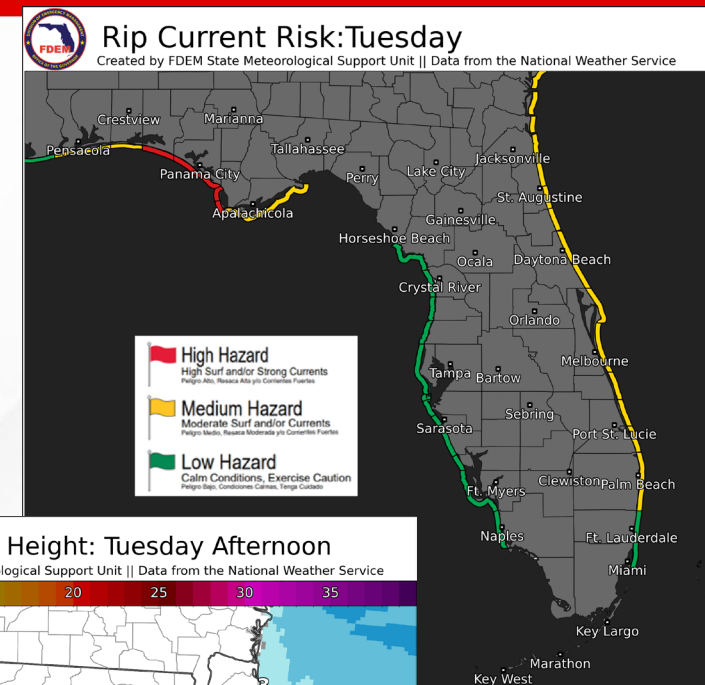 FDEM
Rip Current Risk:Tuesday
Created by FDEM State Meteorological Support Unit || Data from the National Weather Service
Crestview
Marianna
Pensacola
Tallahassee
Jacksonville
Panama City
Perry
Lake City
St. Augustine
Apalachicola
Gainesville
Horseshoe Beach
Ocala
Daytona Beach
Crystal River
Orlando
High Hazard
High Surf and/or Strong Currents
Peligro Alto, Resaca Alta y/o Corrientes Fuertes
Melbourne
Tampa
Bartow
Medium Hazard
Moderate Surf and/or Currents
Peligro Medio, Resaca Moderada y/o Corrientes Fuertes
Sebring
Sarasota
Port St. Lucie
Low Hazard
Calm Conditions, Exercise Caution
Peligro Bajo, Condiciones Calmas, Tenga Cuidado
Clewiston
Palm Beach
Ft. Myers
Naples
Ft. Lauderdale
Height: Tuesday Afternoon
ological Support Unit || Data from the National Weather Service
Miami
20 25 30 35
Key Largo
Marathon
Key West